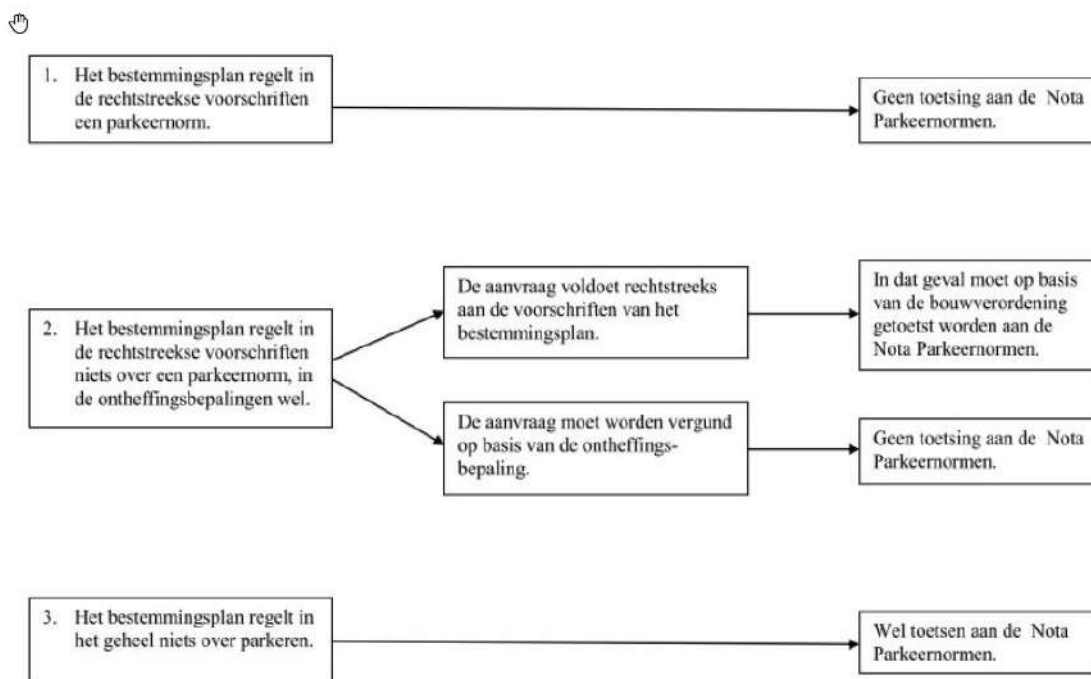 1. Het bestemmingsplan regelt in
de rechtstreekse voorschriften
een parkeernorm.
Geen toetsing aan de Nota
Parkeernormen.
2. Het bestemmingsplan regelt in
de rechtstreekse voorschriften
niets over een parkeernorm, in
de ontheffingsbepalingen wel.
De aanvraag voldoet rechtstreeks
aan de voorschriften van het
bestemmingsplan.
In dat geval moet op basis
van de bouwverordening
getoetst worden aan de
Nota Parkeernormen.
De aanvraag moet worden vergund
op basis van de ontheffings-
bepaling.
Geen toetsing aan de Nota
Parkeernormen.
3. Het bestemmingsplan regelt in
het geheel niets over parkeren.
Wel toetsen aan de Nota
Parkeernormen.